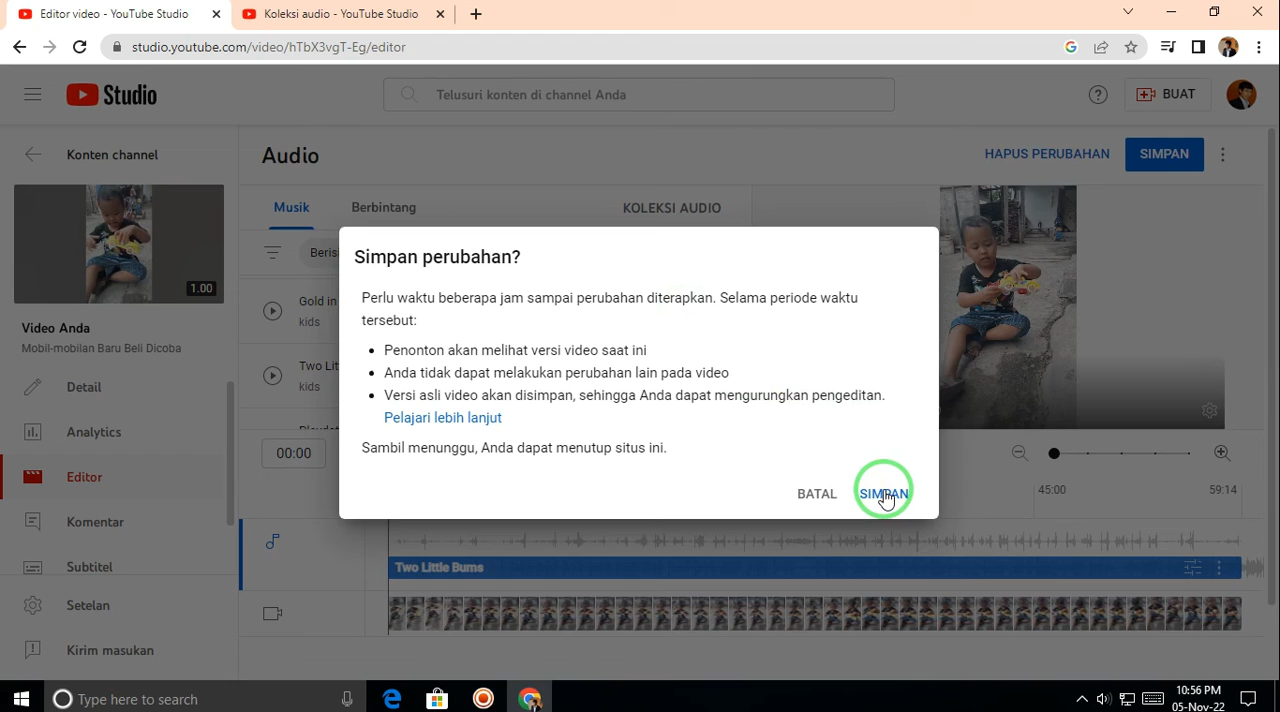 Editor video - YouTube Studio
Koleksi audio - YouTube Studio
studio.youtube.com/video/hTbX3vgT-Eg/editor
Studio
Telusuri konten di channel Anda
BUAT
Konten channel
Audio
HAPUS PERUBAHAN
SIMPAN
Musik
Berbintang
KOLEKSI AUDIO
Simpan perubahan?
Perlu waktu beberapa jam sampai perubahan diterapkan. Selama periode waktu
tersebut:
• Penonton akan melihat versi video saat ini
• Anda tidak dapat melakukan perubahan lain pada video
• Versi asli video akan disimpan, sehingga Anda dapat mengurungkan pengeditan.
Pelajari lebih lanjut
Sambil menunggu, Anda dapat menutup situs ini.
BATAL
SIMPAN
1.00
Video Anda
Mobil-mobilan Baru Beli Dicoba
Detail
Analytics
Editor
Komentar
Subtitel
Setelan
Kirim masukan
Gold in
kids
kids
00:00
45:00
59:14
Two Little Bums
Type here to search
10:56 PM
05-Nov-22